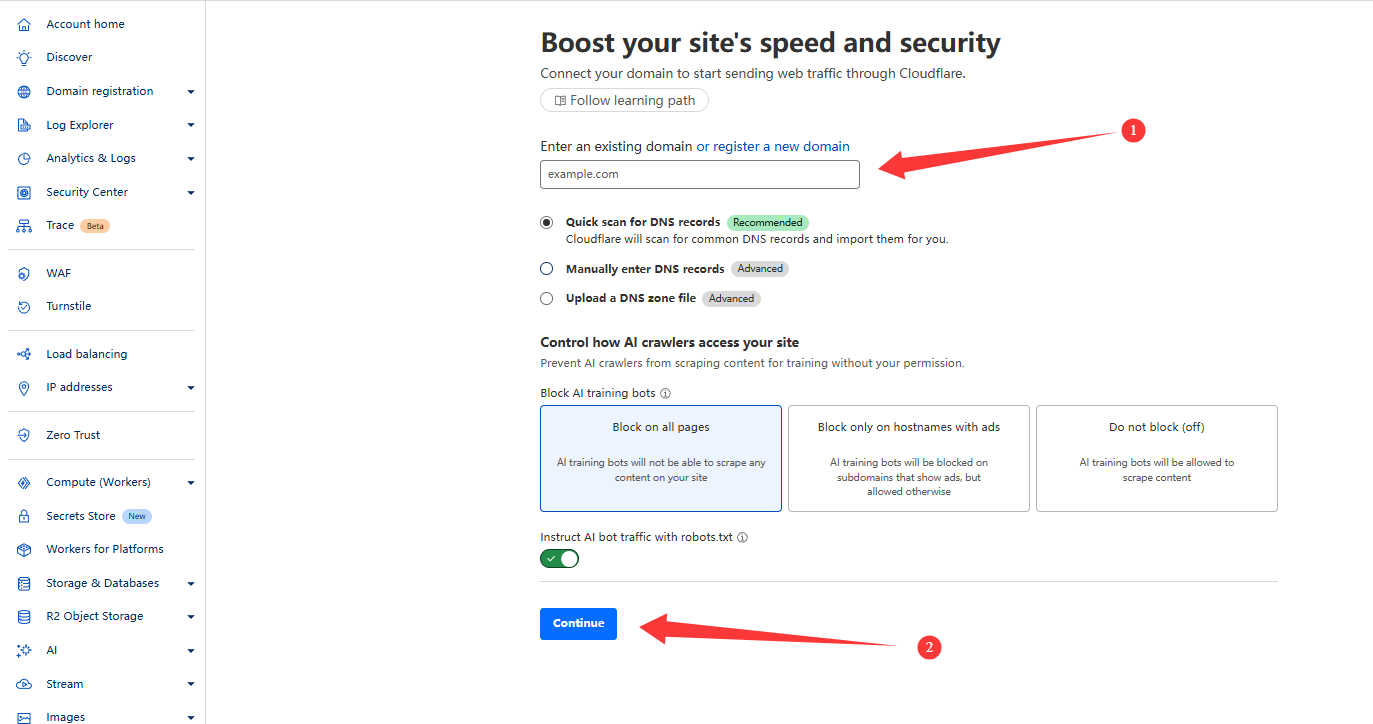 Account home
Discover
Domain registration
Log Explorer
Analytics & Logs
Security Center
Trace Beta
WAF
Turnstile
Load balancing
IP addresses
Zero Trust
Compute (Workers)
Secrets Store New
Workers for Platforms
Storage & Databases
R2 Object Storage
AI
Stream
Images
Boost your site's speed and security
Connect your domain to start sending web traffic through Cloudflare.
Follow learning path
1
Enter an existing domain or register a new domain
example.com
Quick scan for DNS records Recommended
Cloudflare will scan for common DNS records and import them for you.
Manually enter DNS records Advanced
Upload a DNS zone file Advanced
Control how AI crawlers access your site
Prevent AI crawlers from scraping content for training without your permission.
Block AI training bots
Block on all pages
AI training bots will not be able to scrape any
content on your site
Block only on hostnames with ads
AI training bots will be blocked on
subdomains that show ads, but
allowed otherwise
Do not block (off)
AI training bots will be allowed to
scrape content
Instruct AI bot traffic with robots.txt
Continue
2